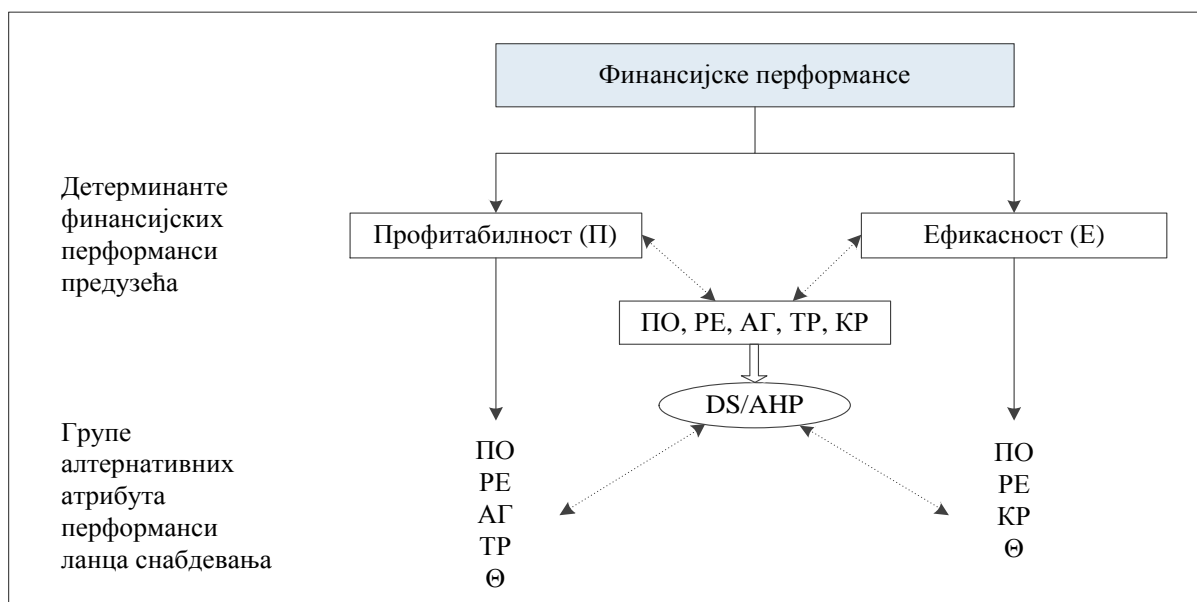 Финансијске перформансе
Детерминанте
финансијских
перформанси
предузећа
Профитабилност (П)
Ефикасност (Е)
ПО, РЕ, АГ, ТР, КР
DS/AHP
Групе
алтернативних
атрибута
перформанси
ланца снабдевања
ПО
РЕ
АГ
ТР
Θ
ПО
РЕ
КР
Θ